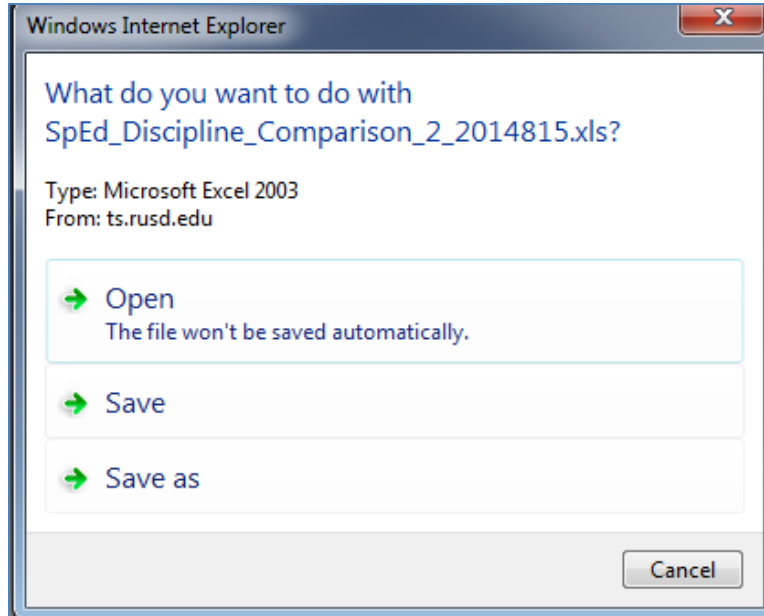 Windows Internet Explorer
What do you want to do with
SpEd_Discipline_Comparison_2_2014815.xls?
Type: Microsoft Excel 2003
From: ts.rusd.edu
Open
The file won't be saved automatically.
Save
Save as
Cancel